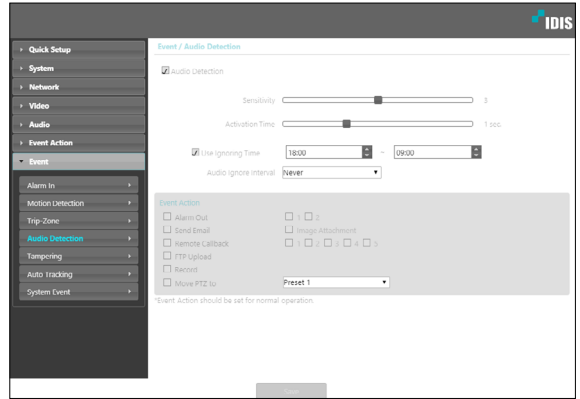 IDIS
Quick Setup
System
Network
Video
Audio
Event Action
Event
Alarm In
Motion Detection
Trip-Zone
Audio Detection
Tampering
Auto Tracking
System Event
Event / Audio Detection
Audio Detection
Sensitivity 3
Activation Time 1 sec.
Use Ignoring Time 18:00 ~ 09:00
Audio Ignore Interval Never
Event Action
Alarm Out 1 2
Send Email Image Attachment
Remote Callback 1 2 3 4 5
FTP Upload
Record
Move PTZ to Preset 1
*Event Action should be set for normal operation.
Save